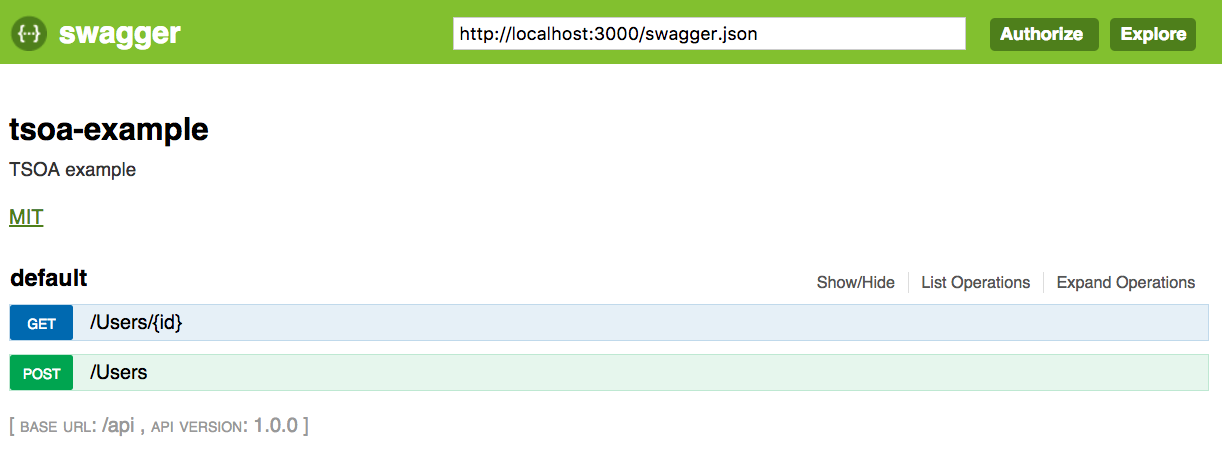 {···} swagger http://localhost:3000/swagger.json Authorize Explore
tsoa-example
TSOA example
MIT
default Show/Hide List Operations Expand Operations
GET /Users/{id}
POST /Users
[ BASE URL: /api , API VERSION: 1.0.0 ]